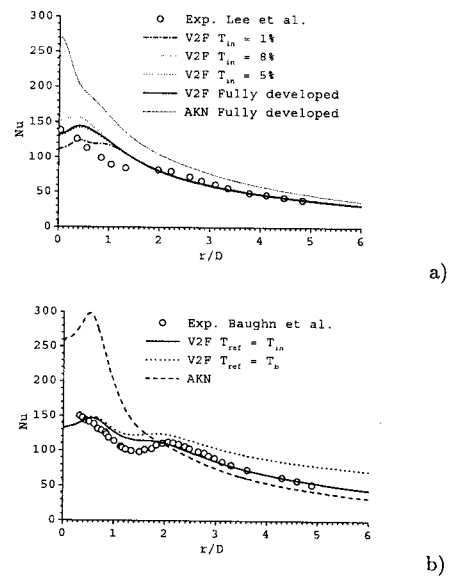 300
250
200
150
100
50
0
Nu
Exp. Lee et al.
V2F T_in = 1%
V2F T_in = 8%
V2F T_in = 5%
V2F Fully developed
AKN Fully developed
0 1 2 3 4 5 6
r/D
a)
300
250
200
150
100
50
0
Nu
Exp. Baughn et al.
V2F T_ref = T_in
V2F T_ref = T_b
AKN
0 1 2 3 4 5 6
r/D
b)